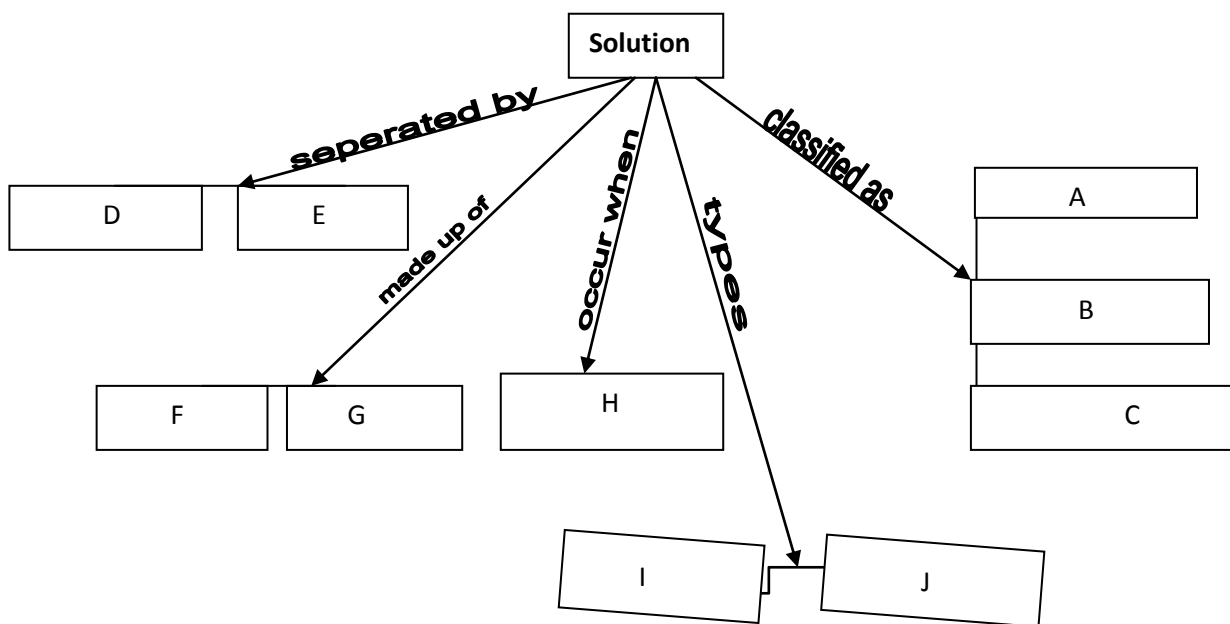 Solution
seperated by
made up of
occur when
types
classified as
D
E
A
B
F
G
H
C
I
J